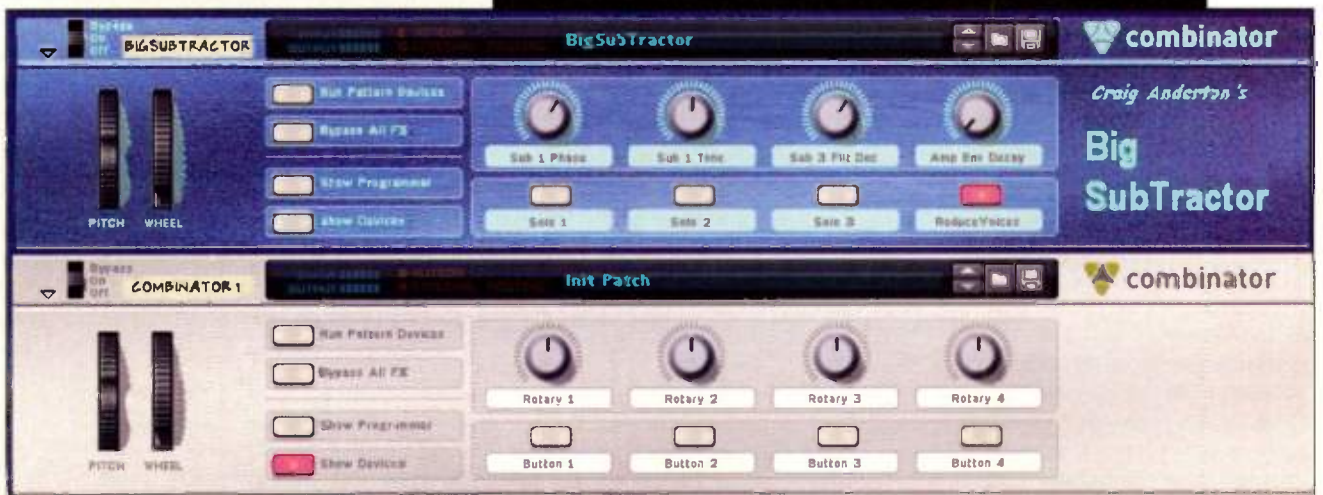 Bypass
On
Off
BIGSUBTRACTOR
BigSubTractor
combinator
Run Pattern Devices
Bypass All FX
Show Programmer
Show Devices
PITCH WHEEL
Sub 1 Phase Sub 1 Tone Sub 3 Filt Dec Amp Env Decay
Solo 1 Solo 2 Solo 3 ReduceVoices
Craig Anderton's
Big
SubTractor
Bypass
On
Off
COMBINATOR 1
Init Patch
combinator
Run Pattern Devices
Bypass All FX
Show Programmer
Show Devices
PITCH WHEEL
Rotary 1 Rotary 2 Rotary 3 Rotary 4
Button 1 Button 2 Button 3 Button 4